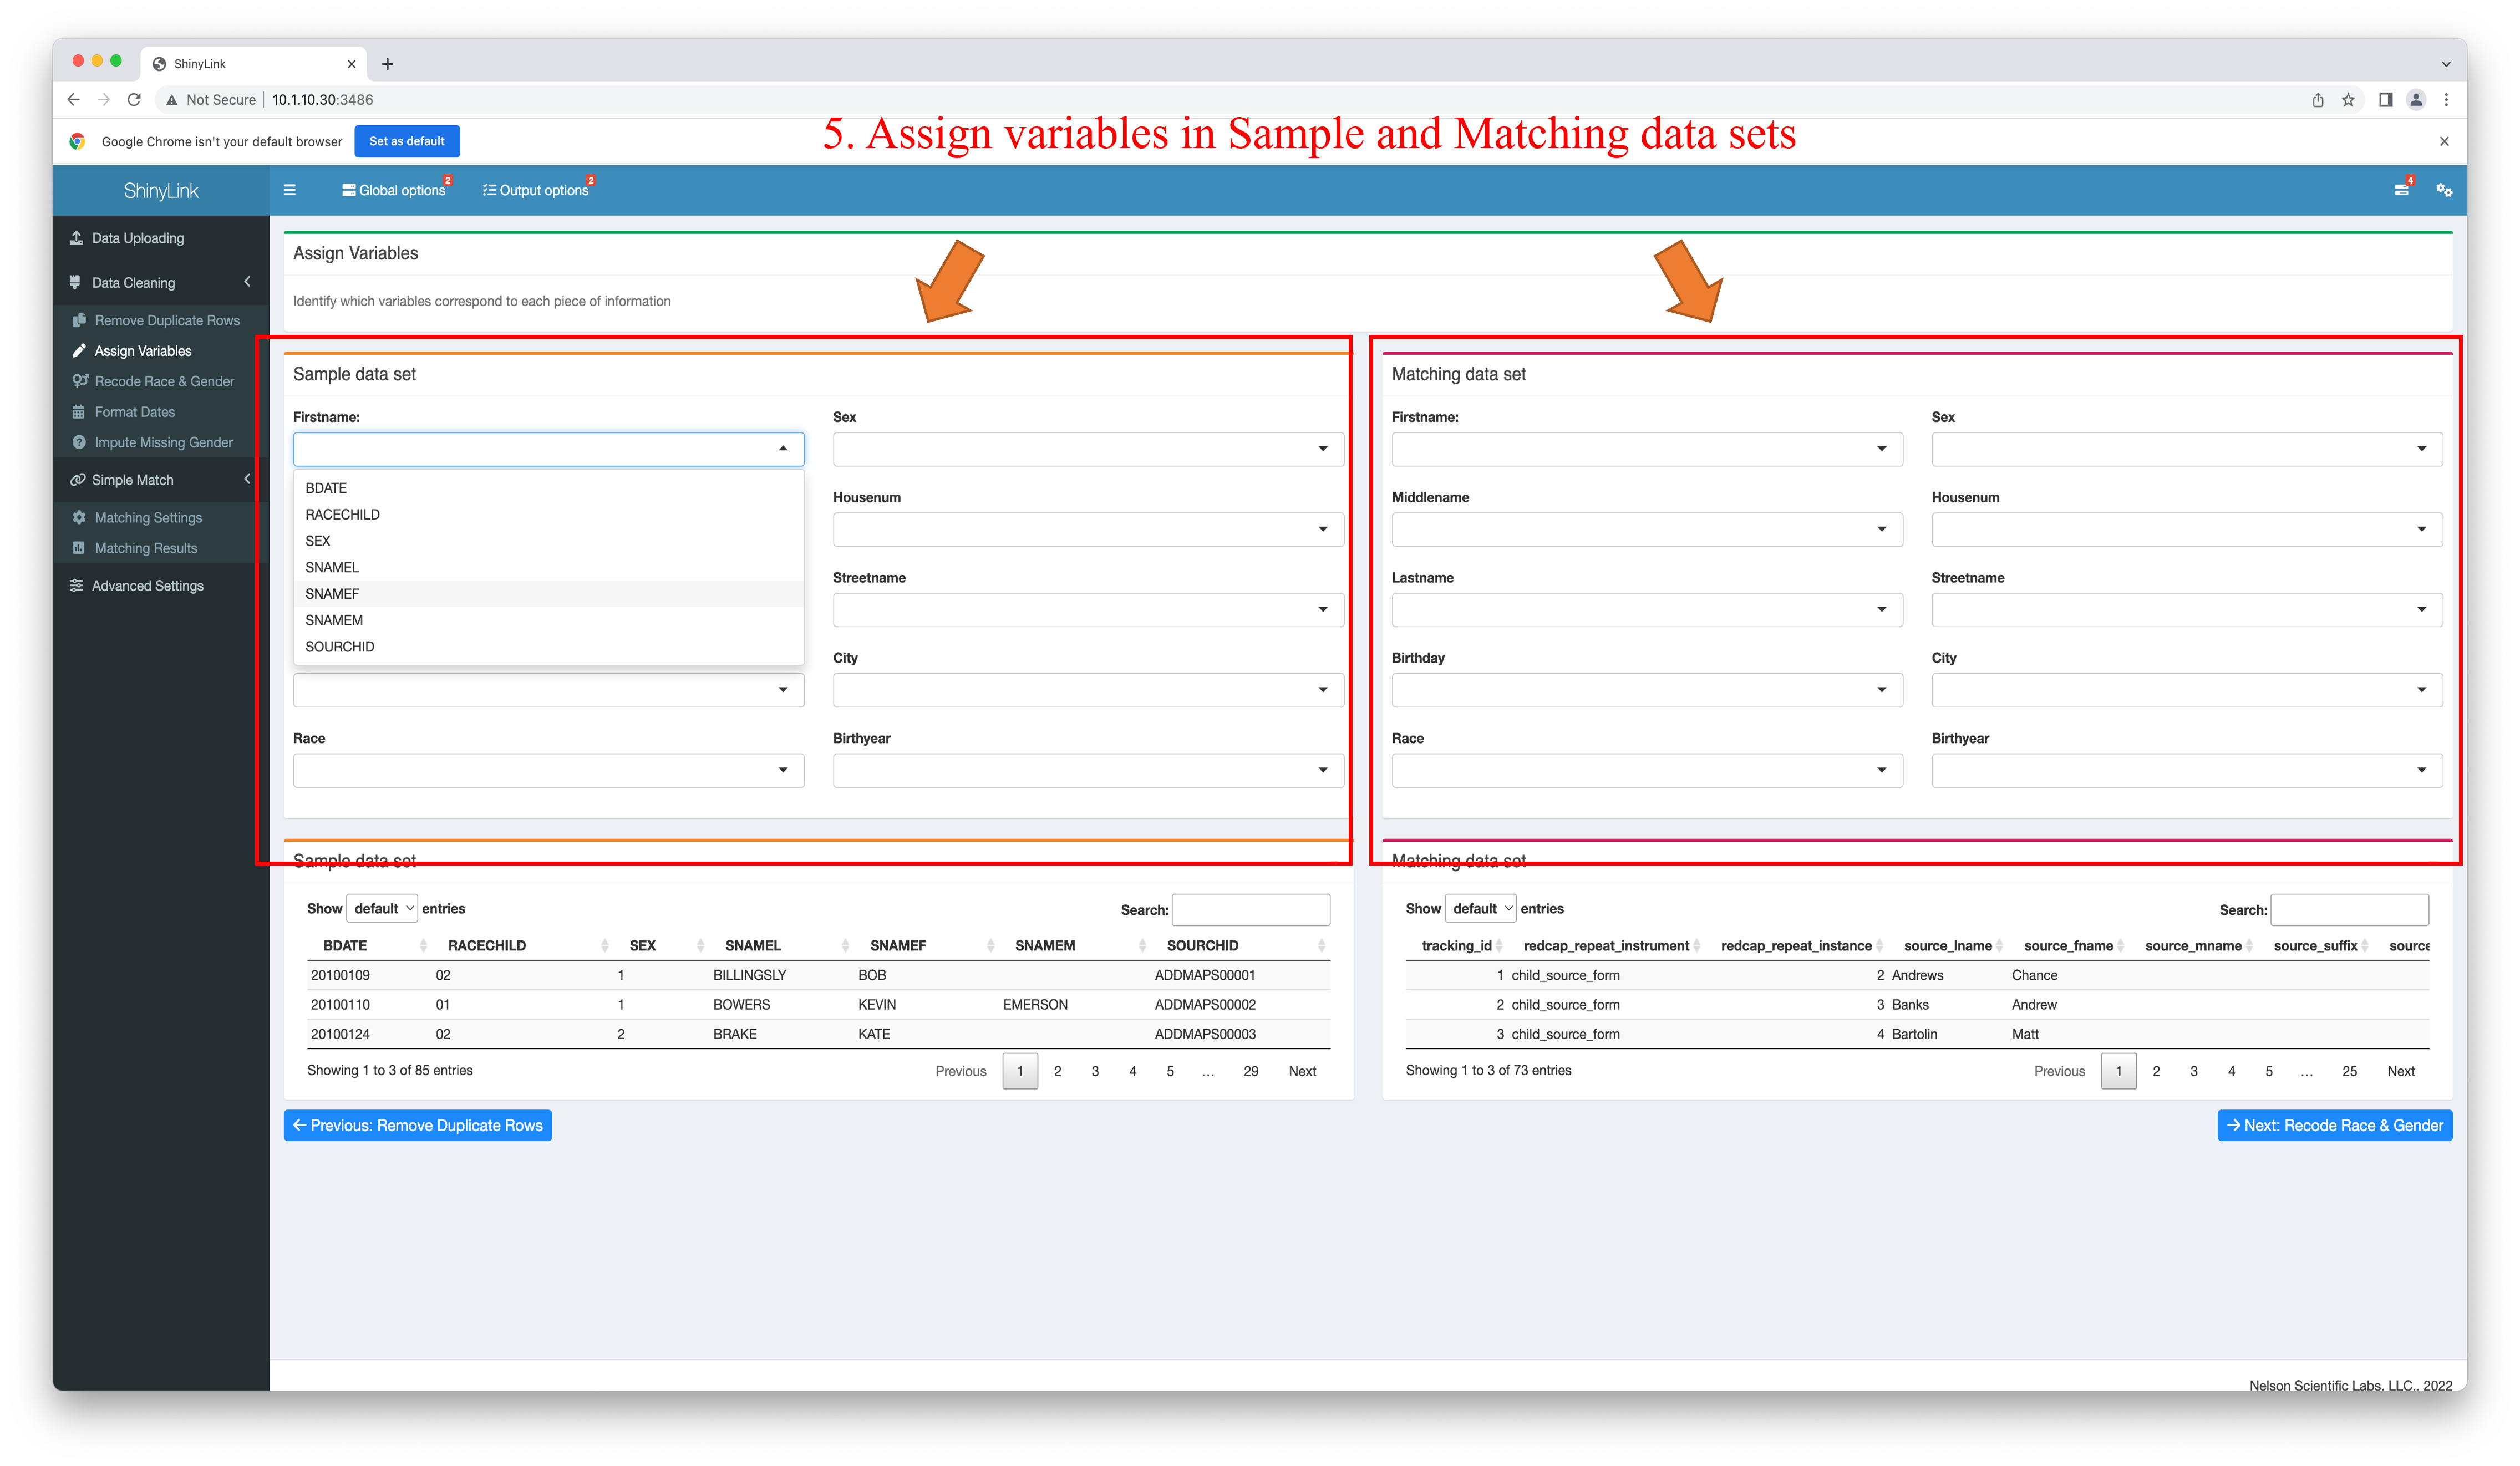 ShinyLink
Not Secure | 10.1.10.30:3486
Google Chrome isn't your default browser
Set as default
5. Assign variables in Sample and Matching data sets
ShinyLink
Global options 2
Output options 2
4
Data Uploading
Data Cleaning
Remove Duplicate Rows
Assign Variables
Recode Race & Gender
Format Dates
Impute Missing Gender
Simple Match
Matching Settings
Matching Results
Advanced Settings
Assign Variables
Identify which variables correspond to each piece of information
Sample data set
Firstname:
BDATE
RACECHILD
SEX
SNAMEL
SNAMEF
SNAMEM
SOURCHID
Race
Sex
Housenum
Streetname
City
Birthyear
Matching data set
Firstname:
Middlename
Lastname
Birthday
Race
Sex
Housenum
Streetname
City
Birthyear
Sample data set
Show default entries
Search:
BDATE RACECHILD SEX SNAMEL SNAMEF SNAMEM SOURCHID
20100109 02 1 BILLINGSLY BOB ADDMAPS00001
20100110 01 1 BOWERS KEVIN EMERSON ADDMAPS00002
20100124 02 2 BRAKE KATE ADDMAPS00003
Showing 1 to 3 of 85 entries
Previous 1 2 3 4 5 … 29 Next
Matching data set
Show default entries
Search:
tracking_id redcap_repeat_instrument redcap_repeat_instance source_lname source_fname source_mname source_suffix source
1 child_source_form 2 Andrews Chance
2 child_source_form 3 Banks Andrew
3 child_source_form 4 Bartolin Matt
Showing 1 to 3 of 73 entries
Previous 1 2 3 4 5 … 25 Next
Previous: Remove Duplicate Rows
Next: Recode Race & Gender
Nelson Scientific Labs, LLC., 2022